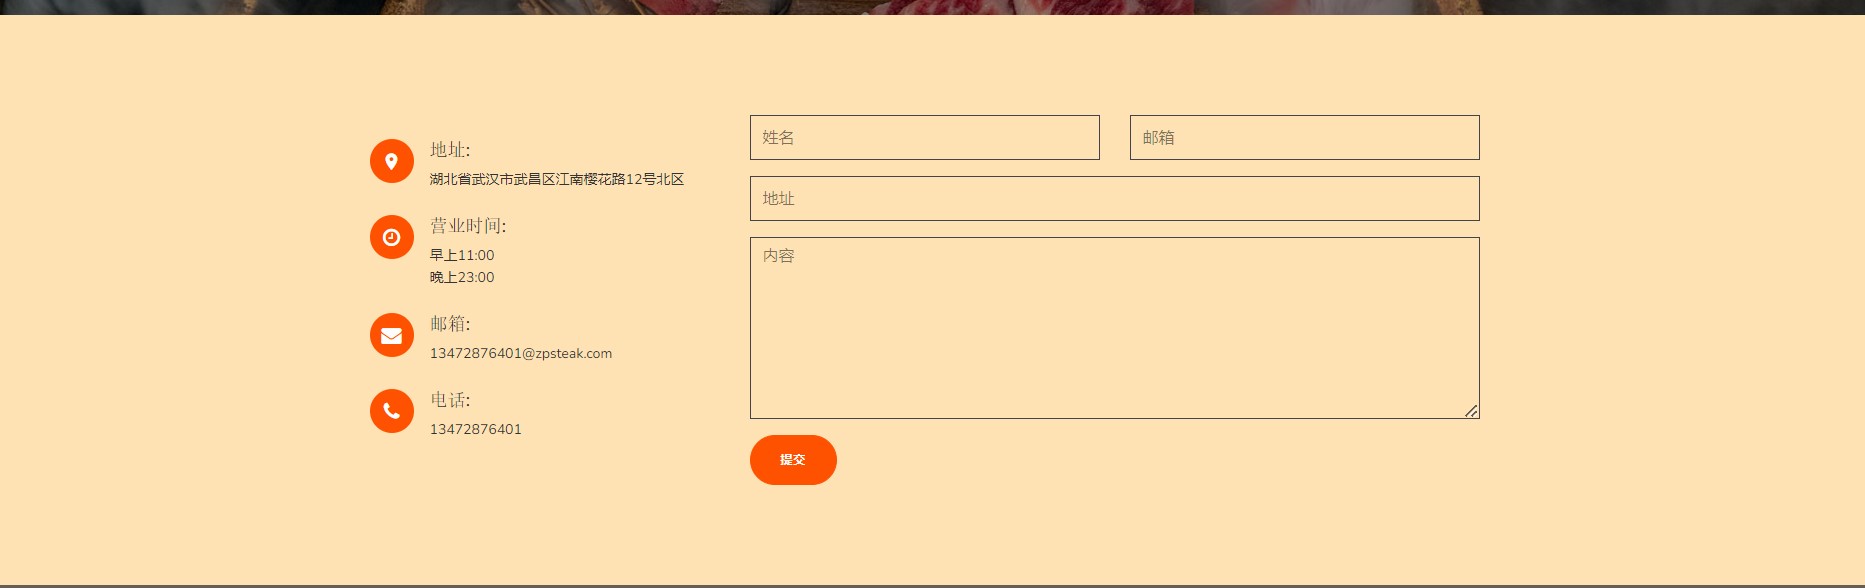 地址:
湖北省武汉市武昌区江南樱花路12号北区
营业时间:
早上11:00
晚上23:00
邮箱:
13472876401@zpsteak.com
电话:
13472876401
姓名
邮箱
地址
内容
提交